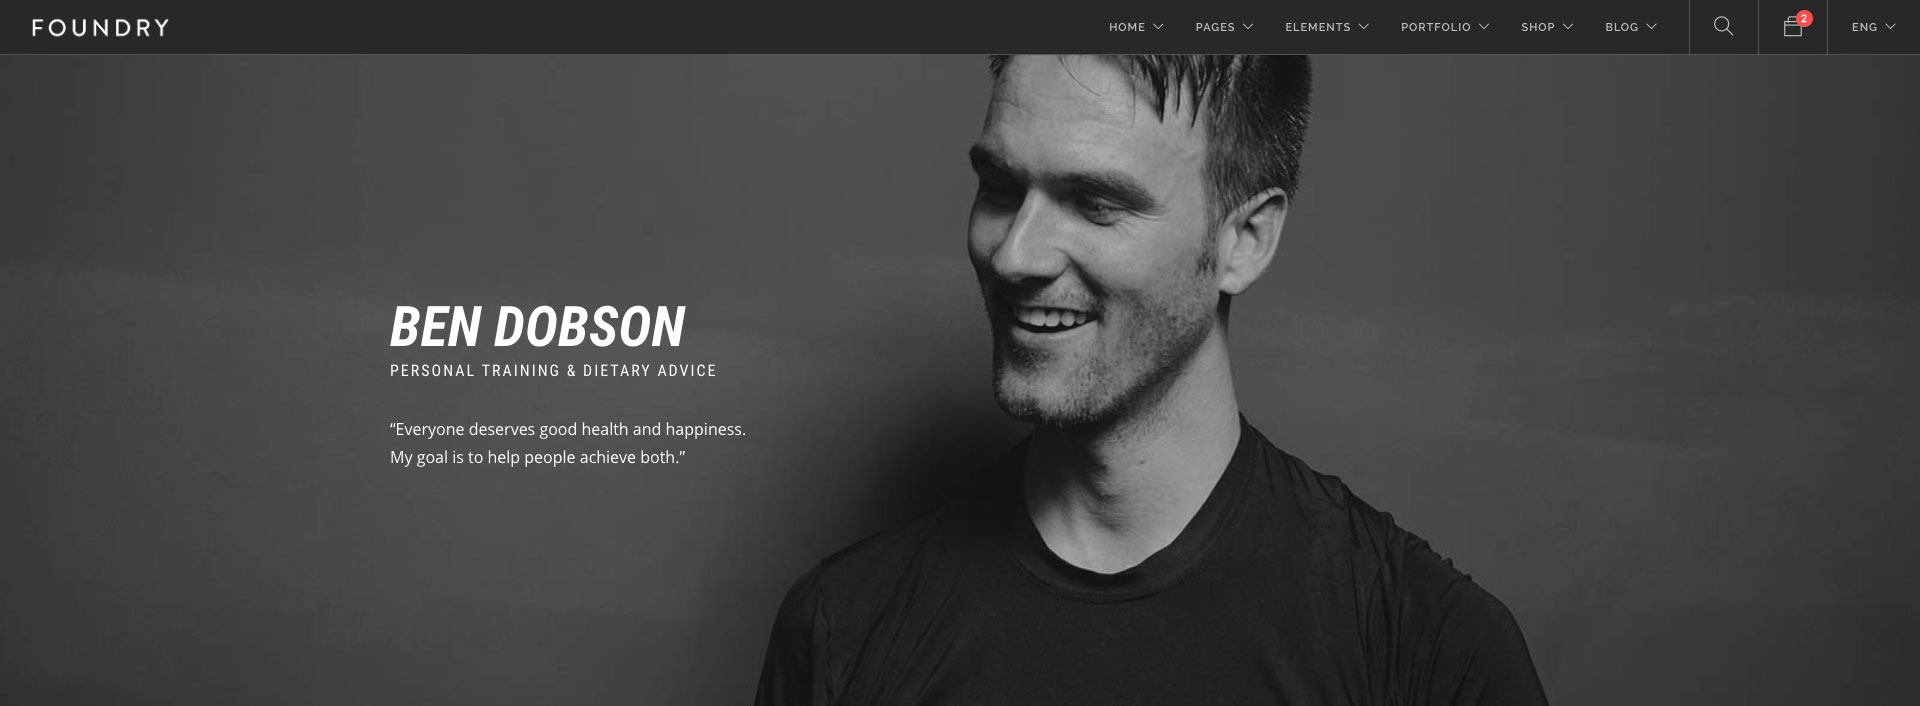 FOUNDRY
HOME
PAGES
ELEMENTS
PORTFOLIO
SHOP
BLOG
2
ENG
BEN DOBSON
PERSONAL TRAINING & DIETARY ADVICE
“Everyone deserves good health and happiness.
My goal is to help people achieve both.”